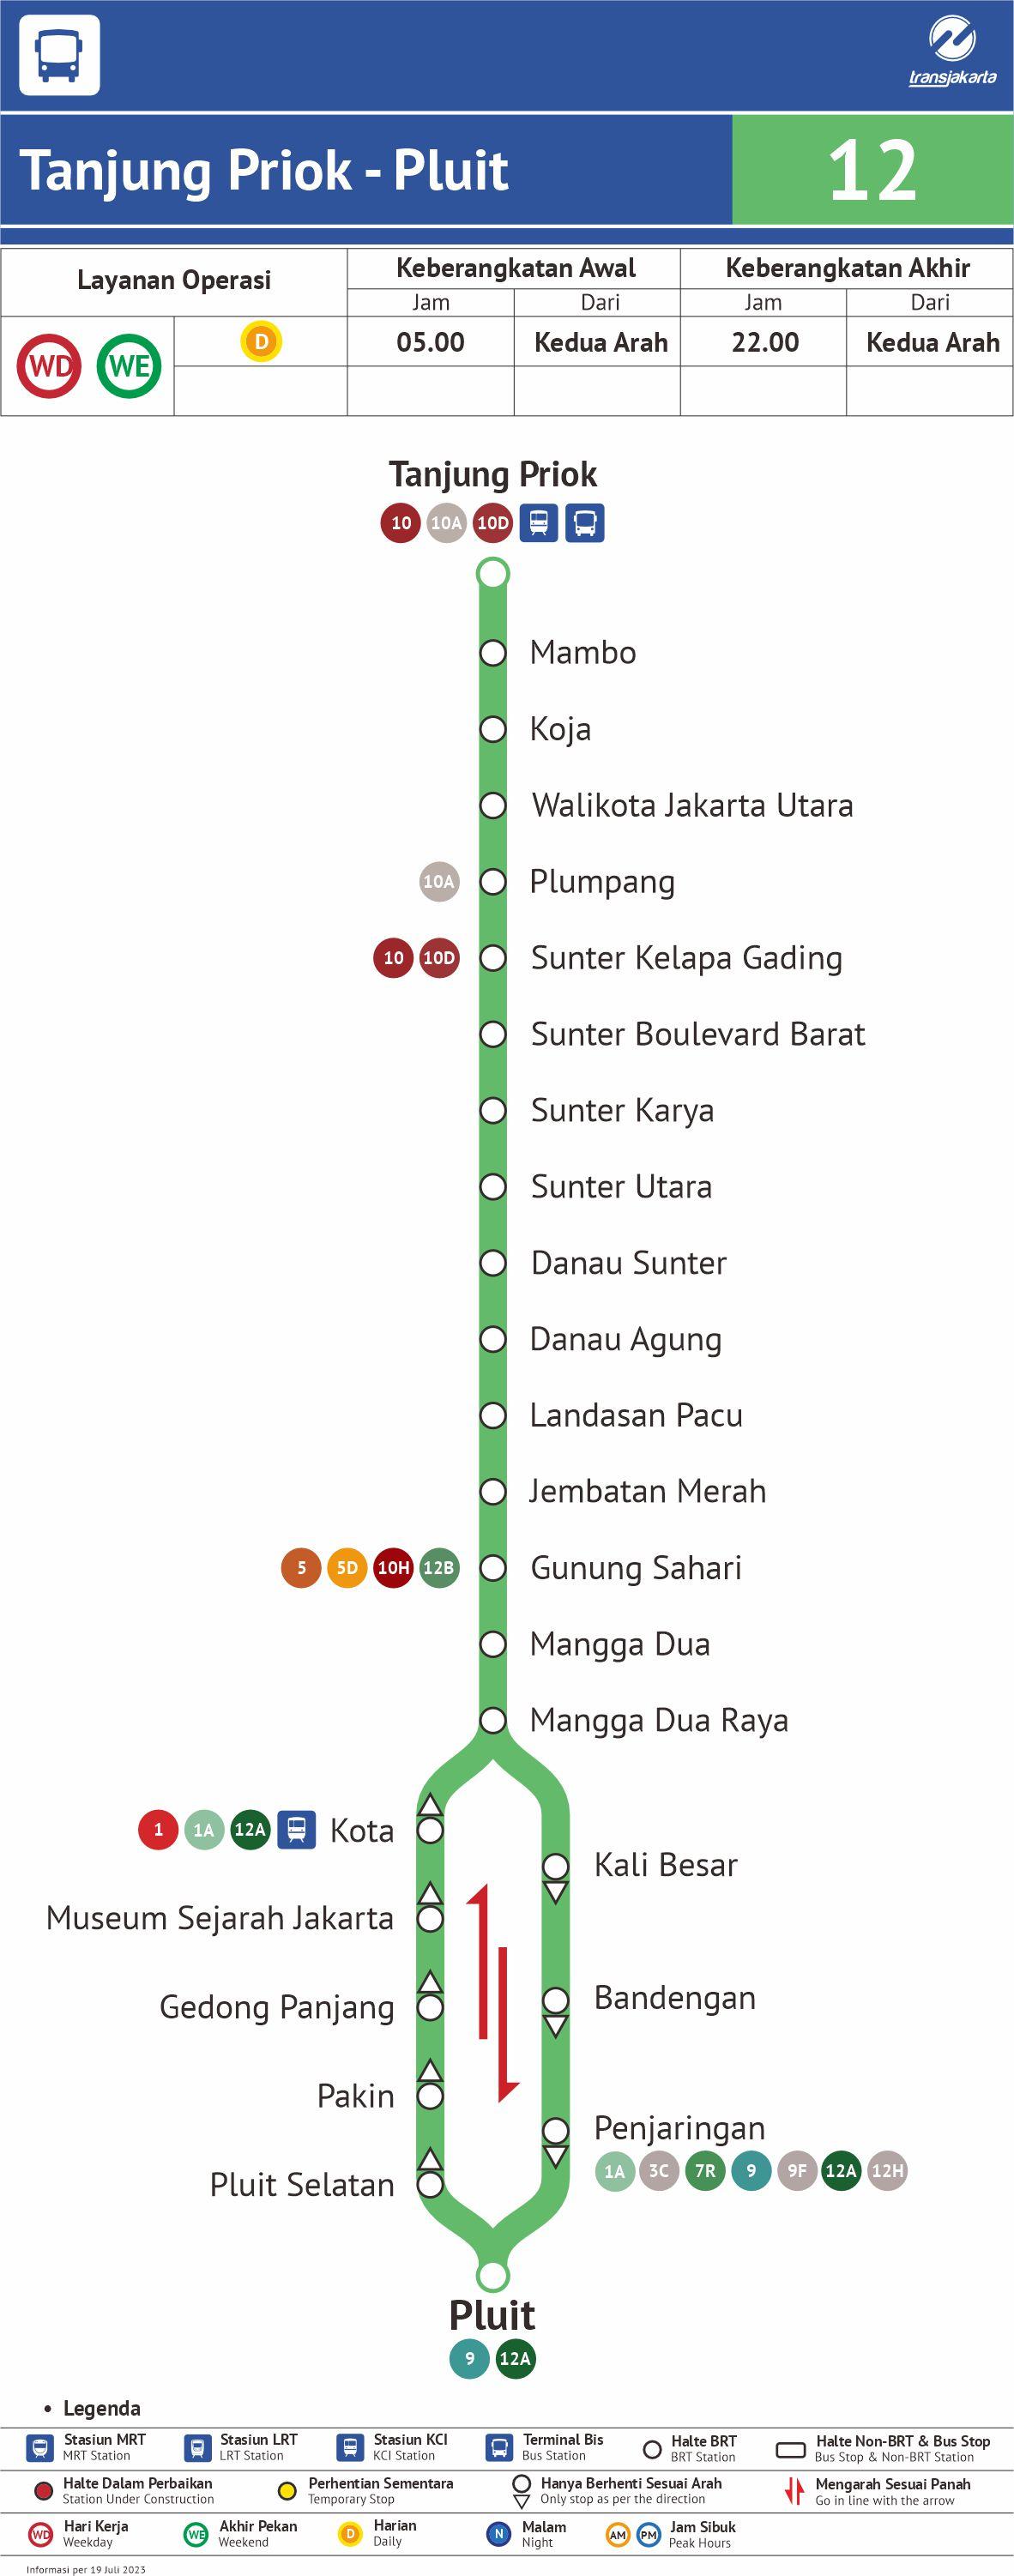 transjakarta
Tanjung Priok - Pluit
12
Layanan Operasi
Keberangkatan Awal
Keberangkatan Akhir
Jam
Dari
Jam
Dari
WD
WE
D
05.00
Kedua Arah
22.00
Kedua Arah
Tanjung Priok
10 10A 10D
Mambo
Koja
Walikota Jakarta Utara
10A Plumpang
10 10D Sunter Kelapa Gading
Sunter Boulevard Barat
Sunter Karya
Sunter Utara
Danau Sunter
Danau Agung
Landasan Pacu
Jembatan Merah
5 5D 10H 12B Gunung Sahari
Mangga Dua
Mangga Dua Raya
1 1A 12A Kota
Kali Besar
Museum Sejarah Jakarta
Bandengan
Gedong Panjang
Pakin
Penjaringan
1A 3C 7R 9 9F 12A 12H
Pluit Selatan
Pluit
9 12A
• Legenda
Stasiun MRT
MRT Station
Stasiun LRT
LRT Station
Stasiun KCI
KCI Station
Terminal Bis
Bus Station
Halte BRT
BRT Station
Halte Non-BRT & Bus Stop
Bus Stop & Non-BRT Station
Halte Dalam Perbaikan
Station Under Construction
Perhentian Sementara
Temporary Stop
Hanya Berhenti Sesuai Arah
Only stop as per the direction
Mengarah Sesuai Panah
Go in line with the arrow
WD
Hari Kerja
Weekday
WE
Akhir Pekan
Weekend
D
Harian
Daily
N
Malam
Night
AM PM
Jam Sibuk
Peak Hours
Informasi per 19 Juli 2023